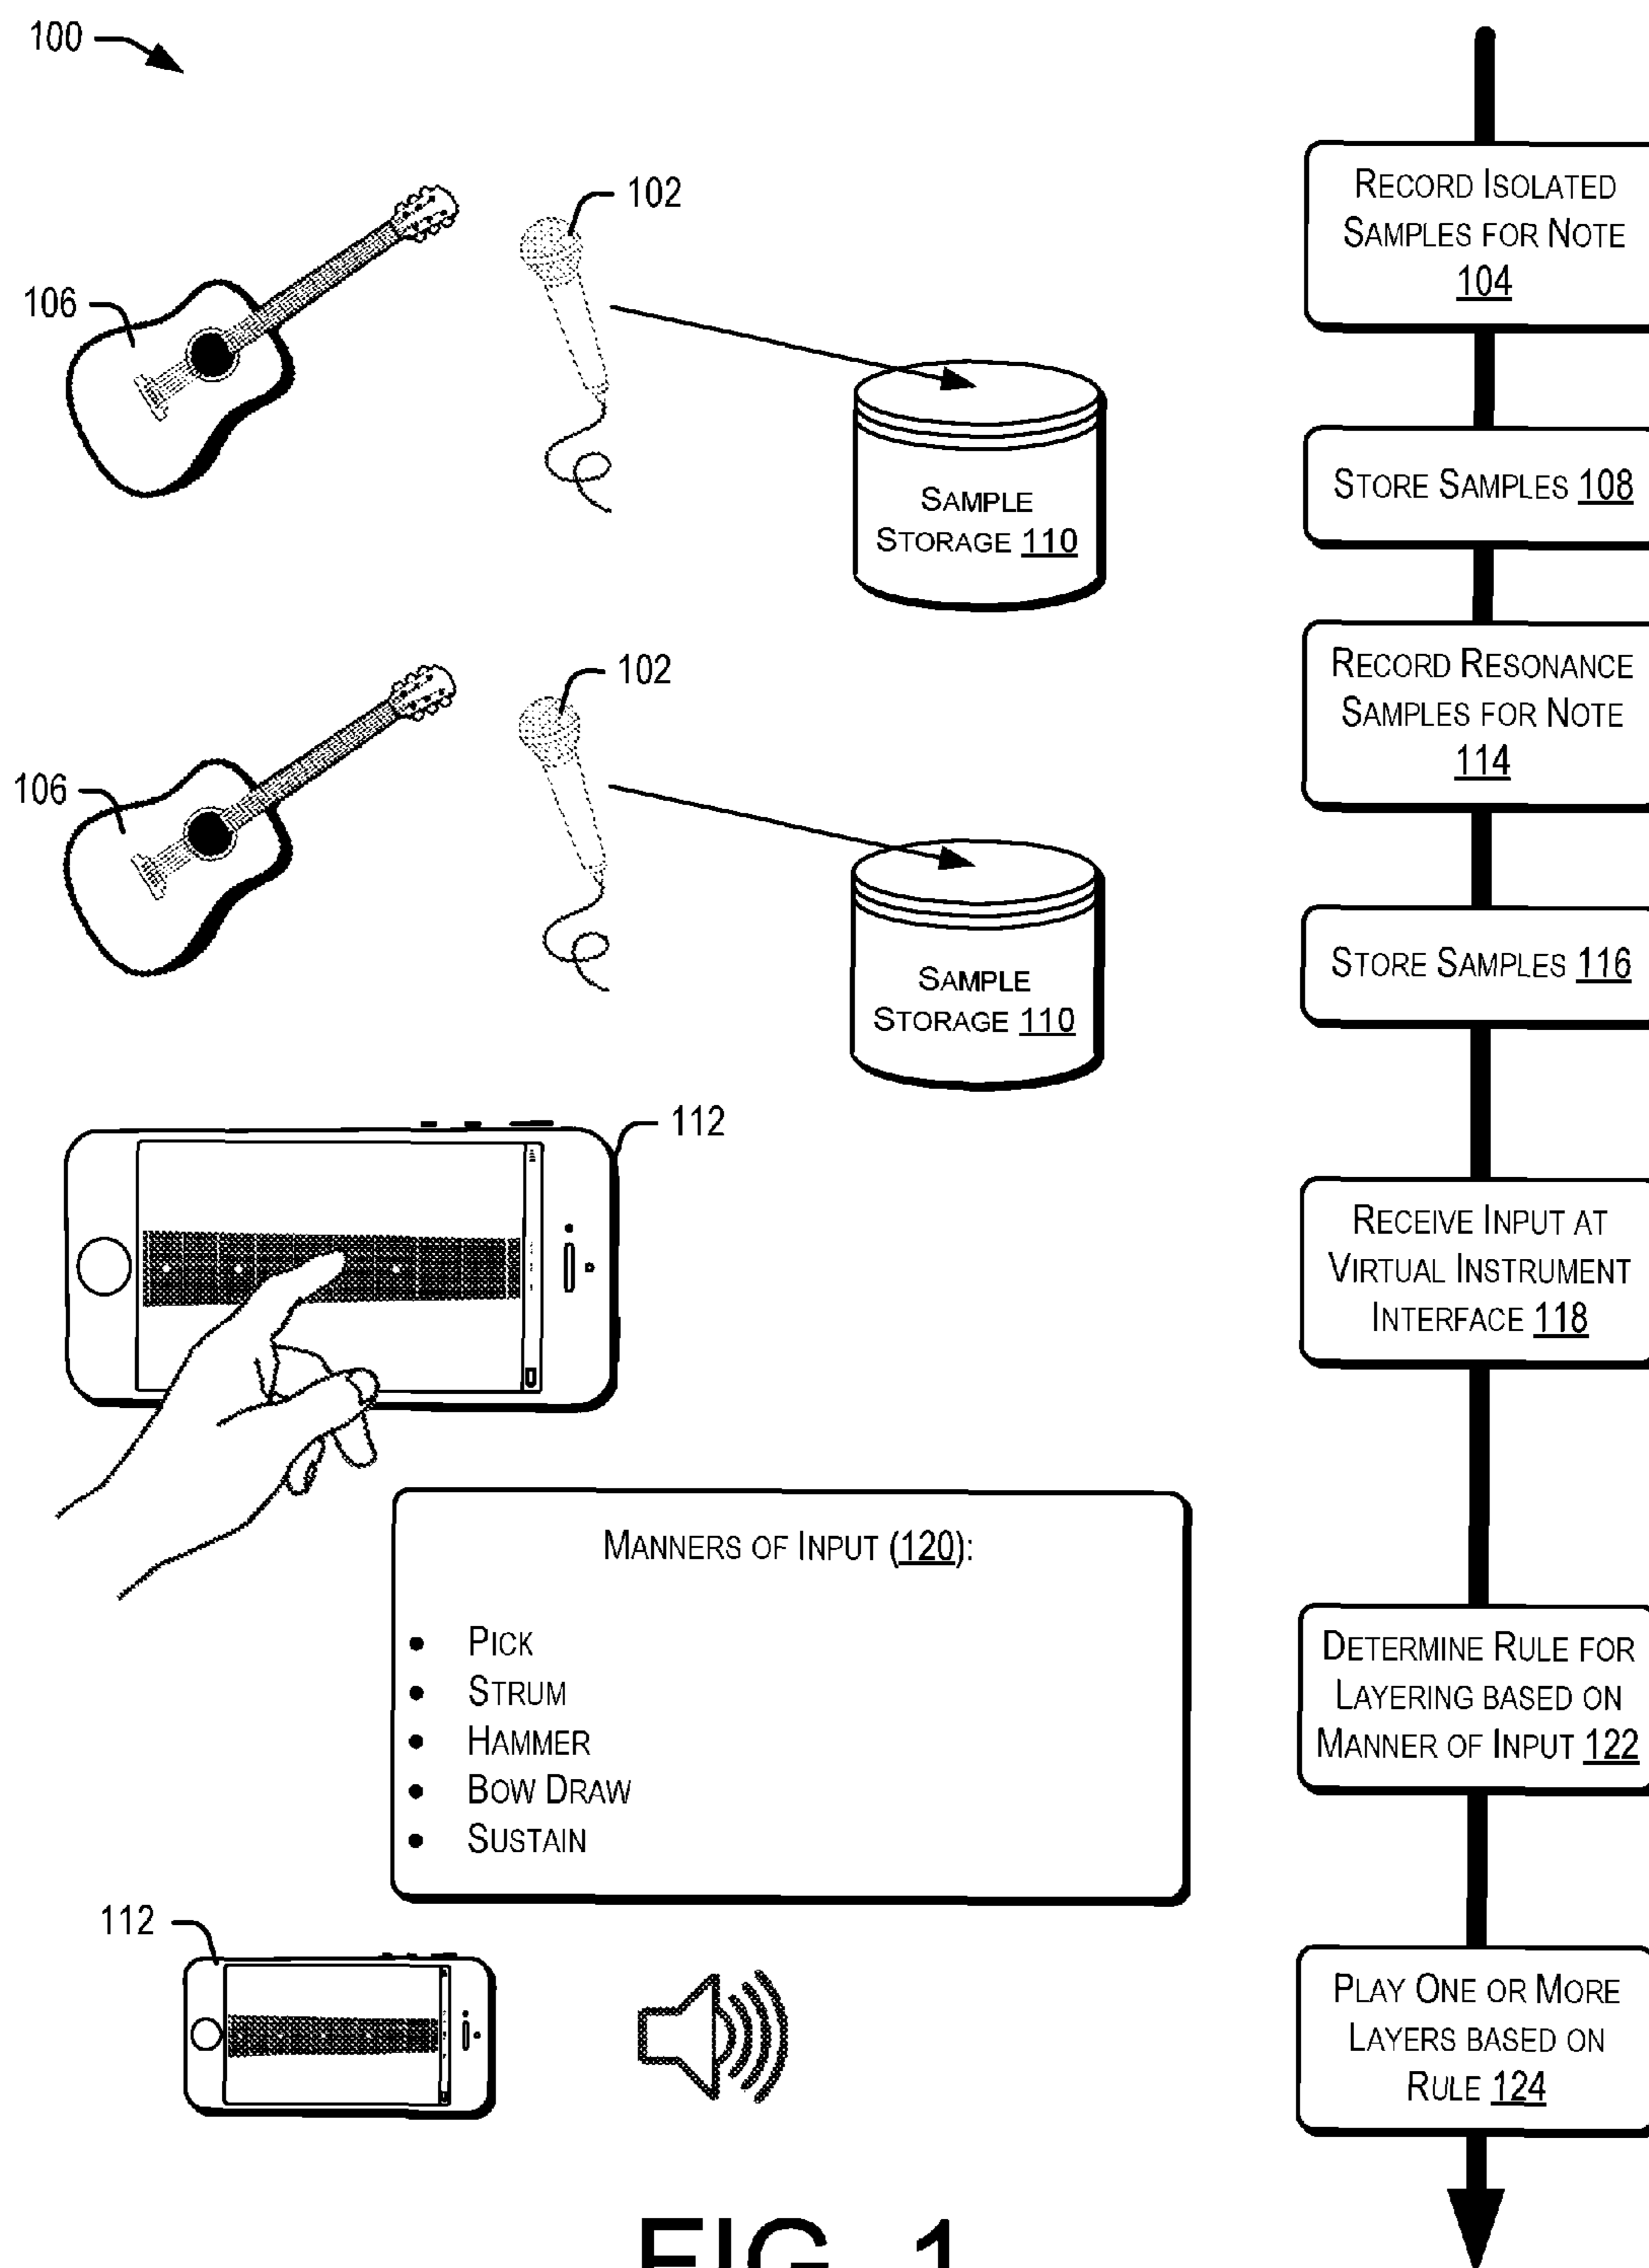 100
102
106
SAMPLE
STORAGE 110
RECORD ISOLATED
SAMPLES FOR NOTE
104
STORE SAMPLES 108
102
106
SAMPLE
STORAGE 110
RECORD RESONANCE
SAMPLES FOR NOTE
114
STORE SAMPLES 116
112
RECEIVE INPUT AT
VIRTUAL INSTRUMENT
INTERFACE 118
MANNERS OF INPUT (120):
• PICK
• STRUM
• HAMMER
• BOW DRAW
• SUSTAIN
DETERMINE RULE FOR
LAYERING BASED ON
MANNER OF INPUT 122
112
PLAY ONE OR MORE
LAYERS BASED ON
RULE 124
FIG. 1